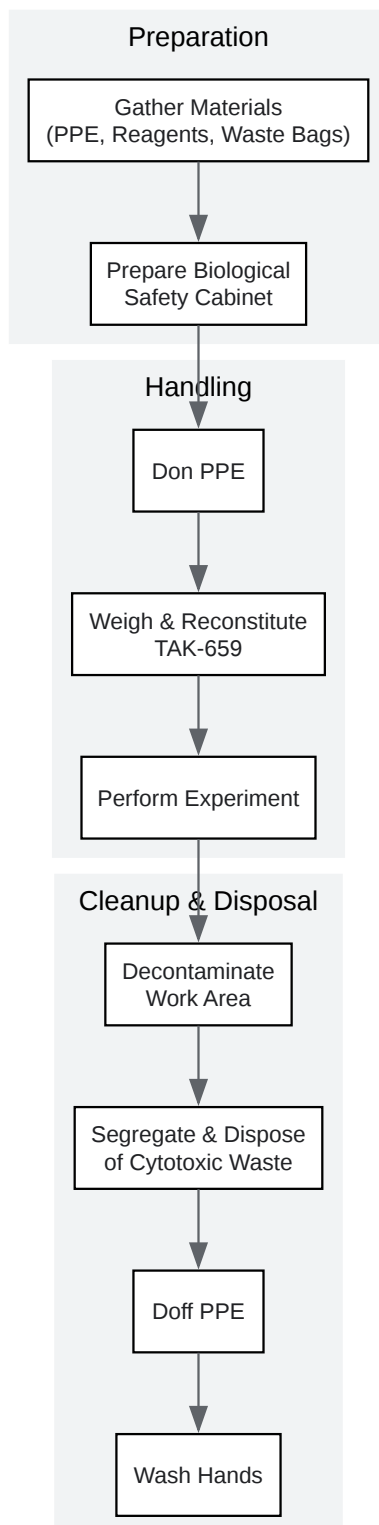 Preparation
Gather Materials
(PPE, Reagents, Waste Bags)
Prepare Biological
Safety Cabinet
Handling
Don PPE
Weigh & Reconstitute
TAK-659
Perform Experiment
Cleanup & Disposal
Decontaminate
Work Area
Segregate & Dispose
of Cytotoxic Waste
Doff PPE
Wash Hands